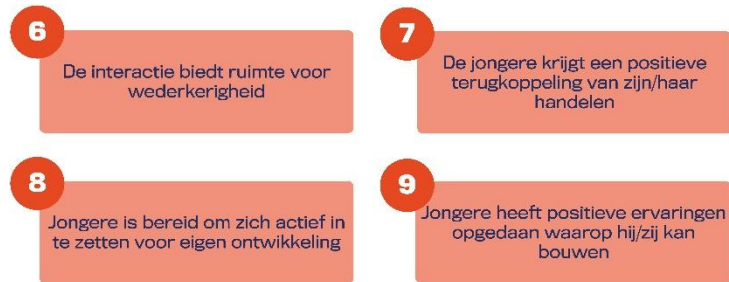 6
De interactie biedt ruimte voor
wederkerigheid
7
De jongere krijgt een positieve
terugkoppeling van zijn/haar
handelen
8
Jongere is bereid om zich actief in
te zetten voor eigen ontwikkeling
9
Jongere heeft positieve ervaringen
opgedaan waarop hij/zij kan
bouwen